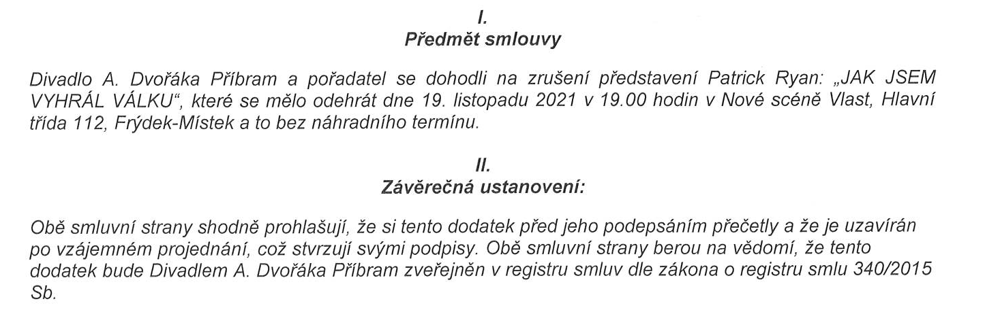 I.
Předmět smlouvy
Divadlo A. Dvořáka Příbram a pořadatel se dohodli na zrušení představení Patrick Ryan: „JAK JSEM
VYHRÁL VÁLKU“, které se mělo odehrát dne 19. listopadu 2021 v 19.00 hodin v Nové scéně Vlast, Hlavní
třída 112, Frýdek-Místek a to bez náhradního termínu.
II.
Závěrečná ustanovení:
Obě smluvní strany shodně prohlašují, že si tento dodatek před jeho podepsáním přečetly a že je uzavírán
po vzájemném projednání, což stvrzují svými podpisy. Obě smluvní strany berou na vědomí, že tento
dodatek bude Divadlem A. Dvořáka Příbram zveřejněn v registru smluv dle zákona o registru smlu 340/2015
Sb.